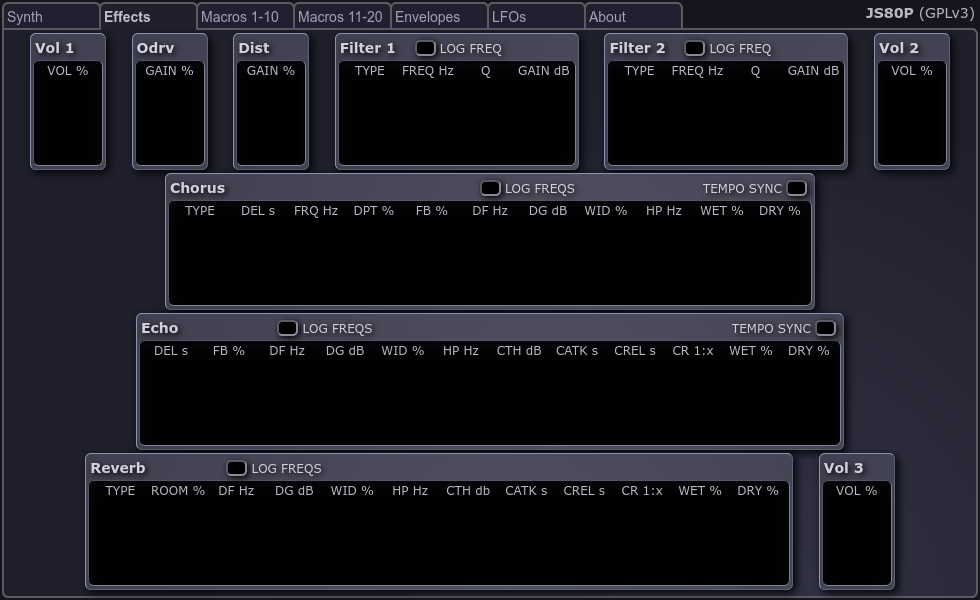 Synth Effects Macros 1-10 Macros 11-20 Envelopes LFOs About JS80P (GPLv3)
Vol 1 Odrv Dist Filter 1 LOG FREQ Filter 2 LOG FREQ Vol 2
VOL % GAIN % GAIN % TYPE FREQ Hz Q GAIN dB TYPE FREQ Hz Q GAIN dB VOL %
Chorus LOG FREQS TEMPO SYNC
TYPE DEL s FRQ Hz DPT % FB % DF Hz DG dB WID % HP Hz WET % DRY %
Echo LOG FREQS TEMPO SYNC
DEL s FB % DF Hz DG dB WID % HP Hz CTH dB CATK s CREL s CR 1:x WET % DRY %
Reverb LOG FREQS Vol 3
TYPE ROOM % DF Hz DG dB WID % HP Hz CTH db CATK s CREL s CR 1:x WET % DRY % VOL %